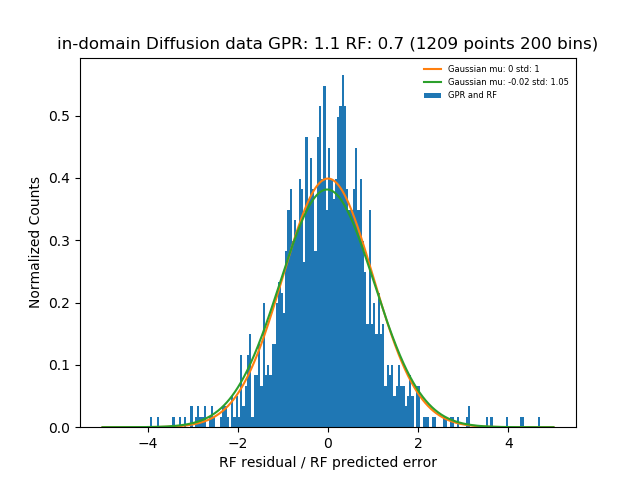 in-domain Diffusion data GPR: 1.1 RF: 0.7 (1209 points 200 bins)
Gaussian mu: 0 std: 1
Gaussian mu: -0.02 std: 1.05
GPR and RF
Normalized Counts
0.5
0.4
0.3
0.2
0.1
0.0
−4
−2
0
2
4
RF residual / RF predicted error